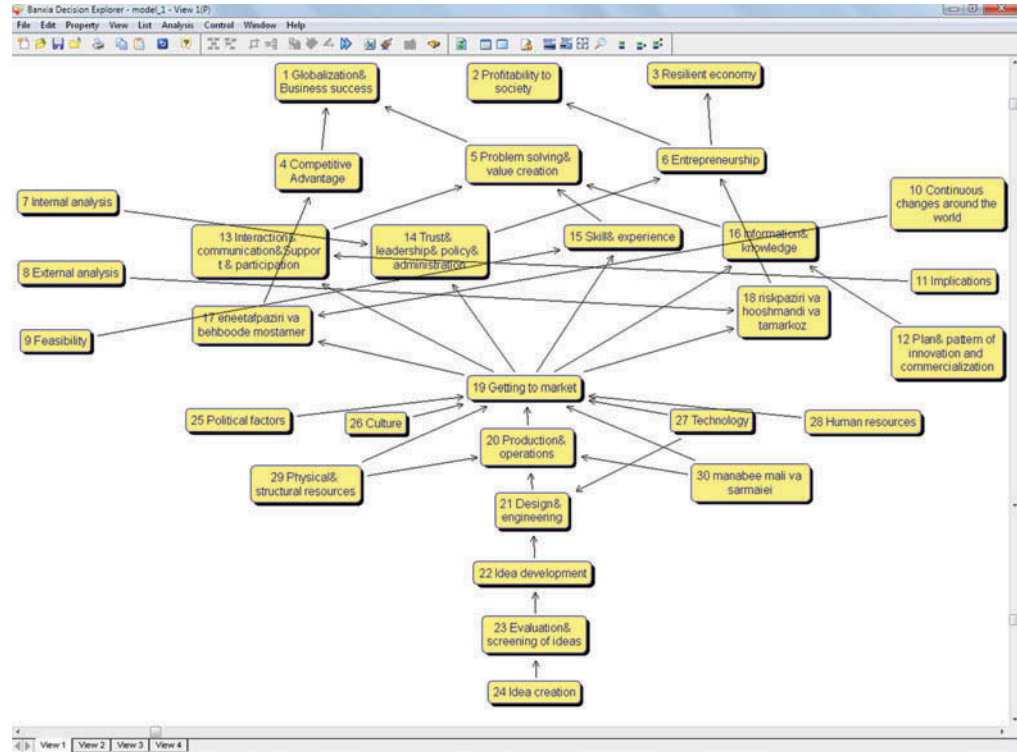 Banxia Decision Explorer - model_1 - View 1(P)
File Edit Property View List Analysis Control Window Help
1 Globalization&
Business success
2 Profitability to
society
3 Resilient economy
4 Competitive
Advantage
5 Problem solving&
value creation
6 Entrepreneurship
7 Internal analysis
10 Continuous
changes around the
world
13 Interaction&
communication&Suppor
t & participation
14 Trust&
leadership& policy&
administration
15 Skill& experience
16 Information&
knowledge
8 External analysis
11 Implications
17 eneetafpaziri va
behboode mostamer
18 riskpaziri va
hooshmandi va
tamarkoz
9 Feasibility
12 Plan& pattern of
innovation and
commercialization
19 Getting to market
25 Political factors
26 Culture
27 Technology
28 Human resources
20 Production&
operations
29 Physical&
structural resources
30 manabee mali va
sarmaiei
21 Design&
engineering
22 Idea development
23 Evaluation&
screening of ideas
24 Idea creation
View 1 View 2 View 3 View 4